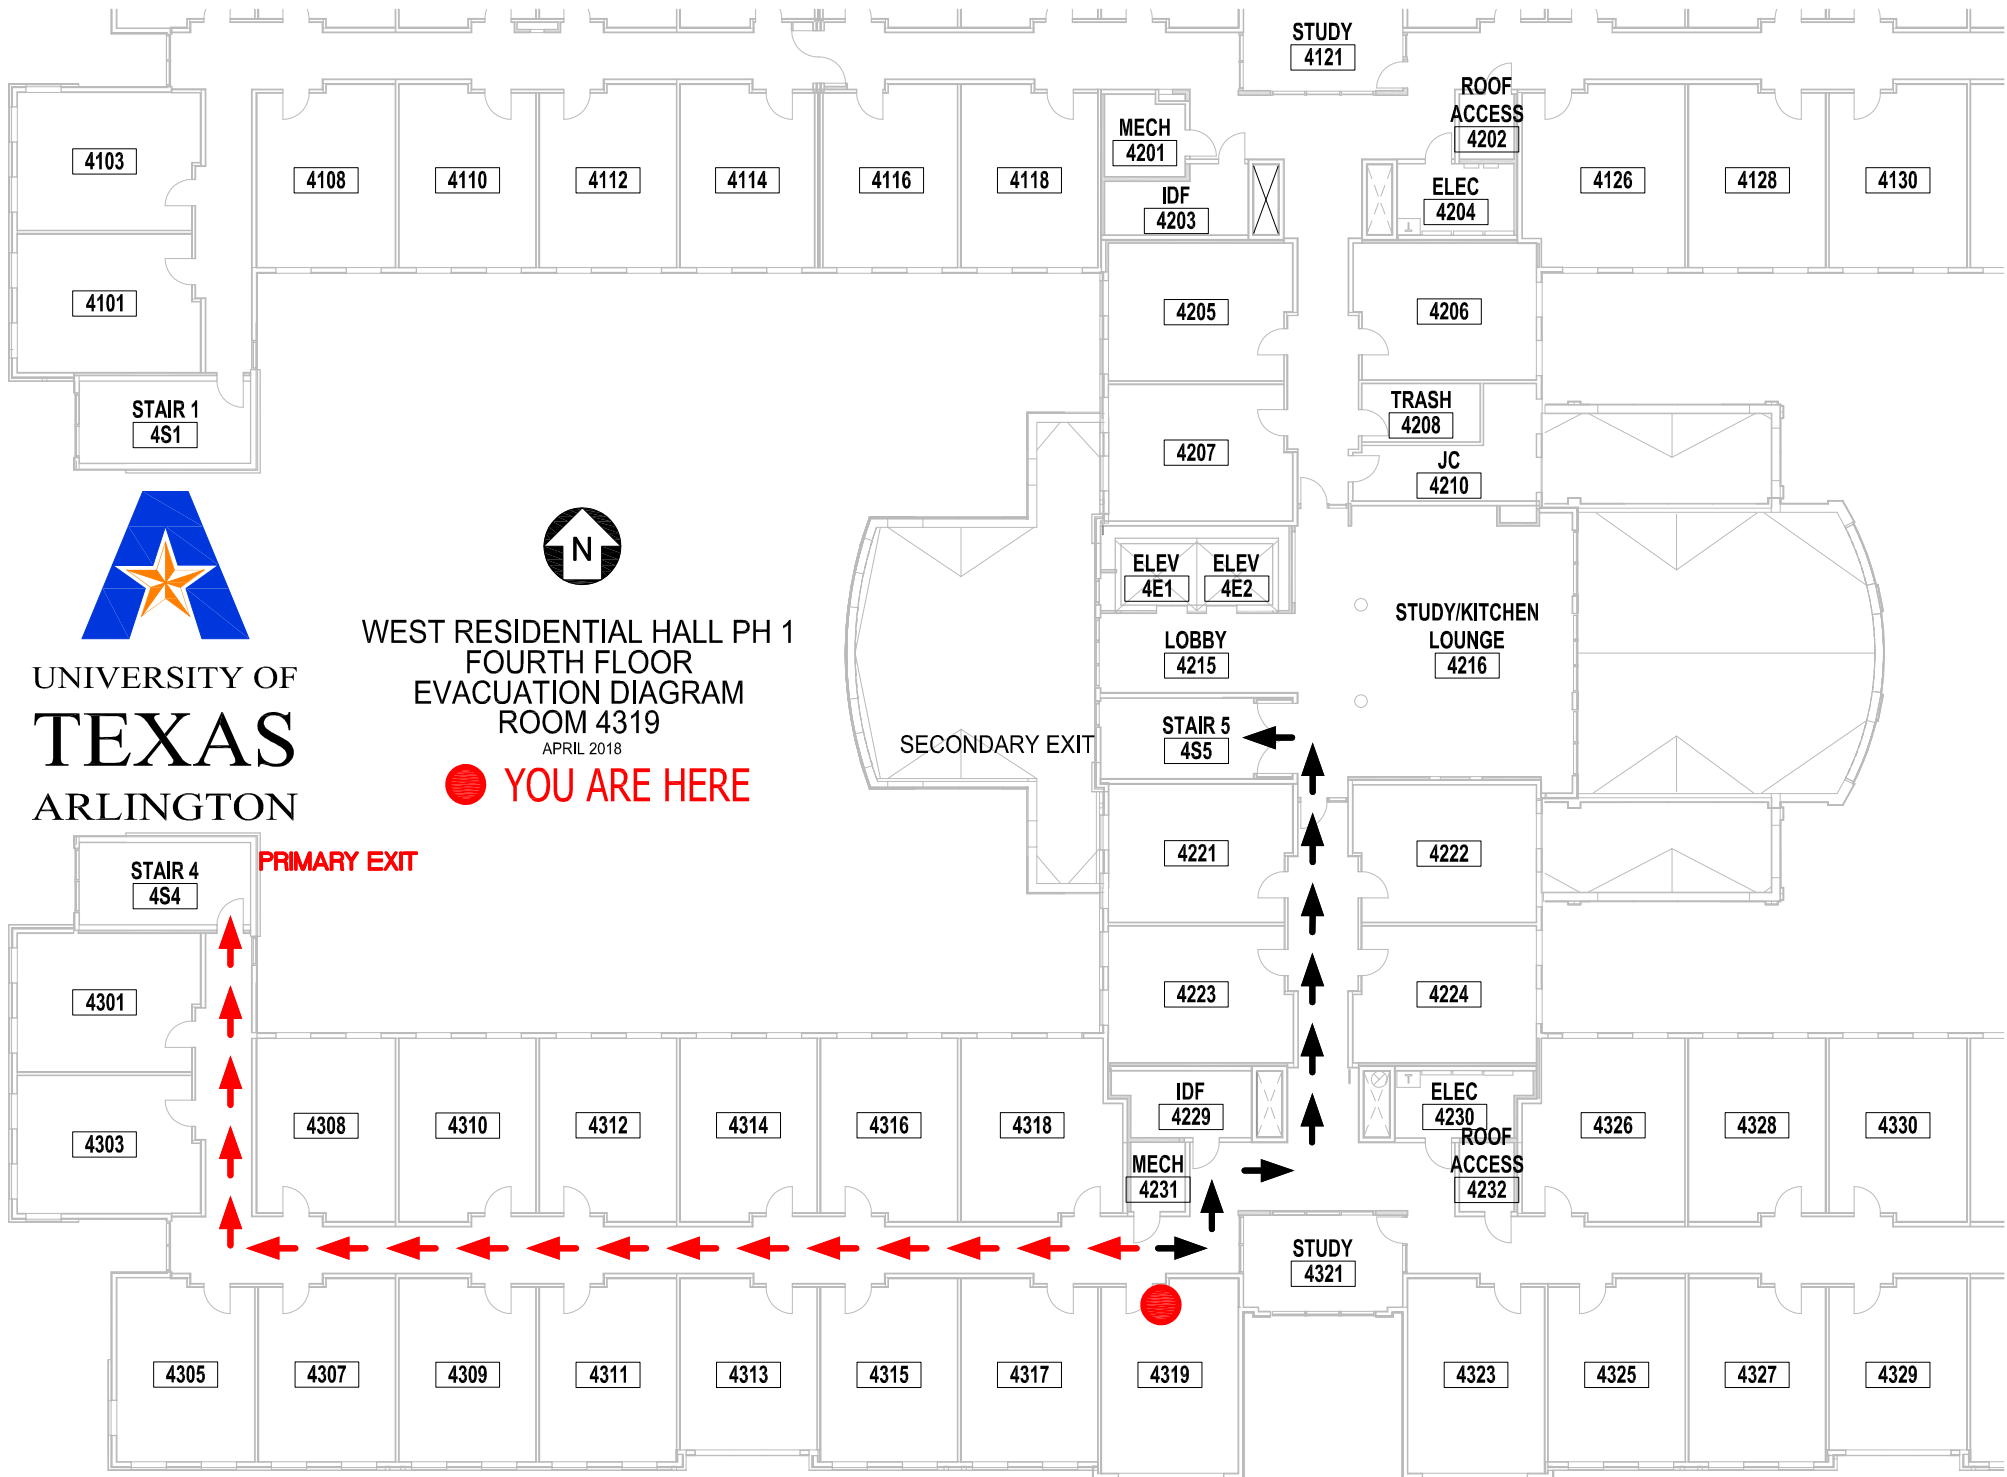 STUDY
4121
ROOF
ACCESS
4202
MECH
4201
4103
4108
4110
4112
4114
4116
4118
IDF
4203
ELEC
4204
T
4126
4128
4130
4101
4205
4206
STAIR 1
4S1
TRASH
4208
4207
JC
4210
N
ELEV
4E1
ELEV
4E2
UNIVERSITY OF
TEXAS
ARLINGTON
WEST RESIDENTIAL HALL PH 1
FOURTH FLOOR
EVACUATION DIAGRAM
ROOM 4319
APRIL 2018
YOU ARE HERE
LOBBY
4215
STUDY/KITCHEN
LOUNGE
4216
SECONDARY EXIT
STAIR 5
4S5
STAIR 4
4S4
PRIMARY EXIT
4221
4222
4301
4223
4224
4303
4308
4310
4312
4314
4316
4318
IDF
4229
T
ELEC
4230
ROOF
ACCESS
4232
4326
4328
4330
MECH
4231
STUDY
4321
4305
4307
4309
4311
4313
4315
4317
4319
4323
4325
4327
4329